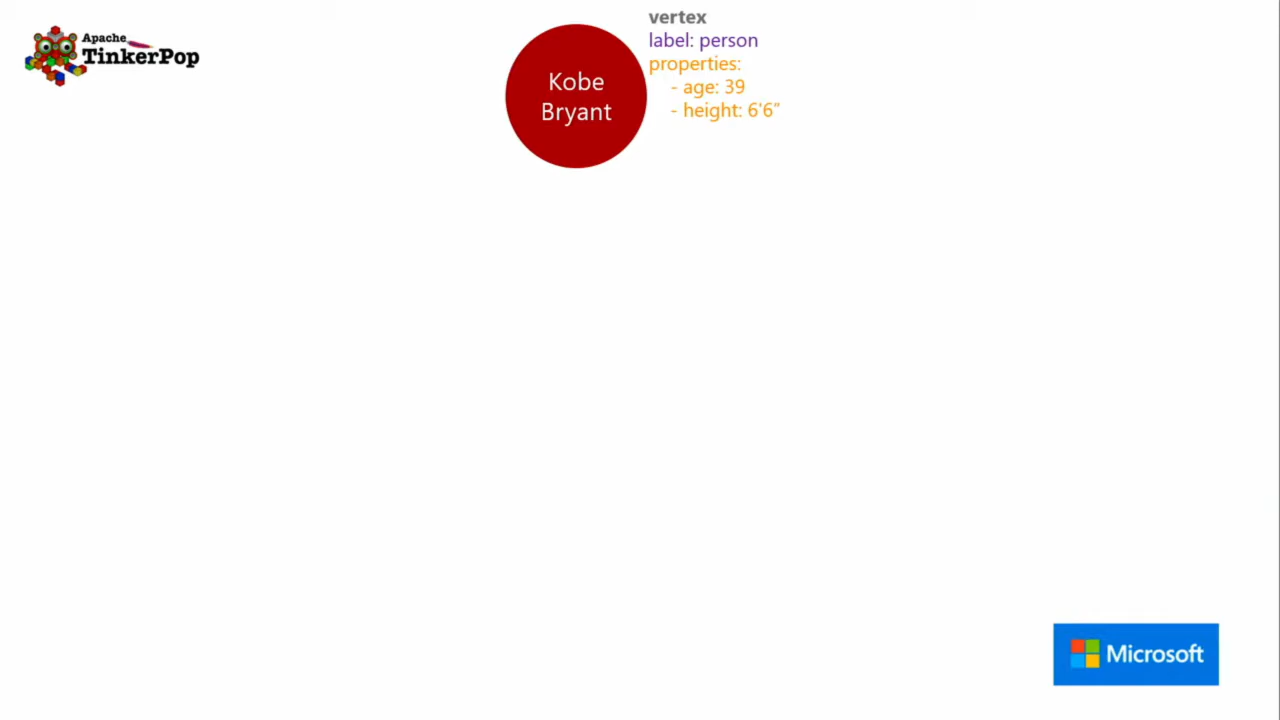 Apache
TinkerPop
Kobe
Bryant
vertex
label: person
properties:
- age: 39
- height: 6'6”
Microsoft